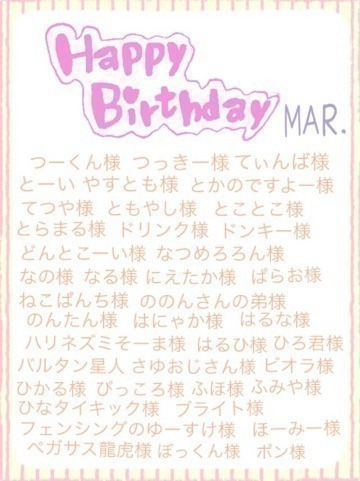 Happy
Birthday MAR.
つーくん様 つっきー様 てぃんば様
とーい やすとも様 とかのですよー様
てつや様 ともやし様 とことこ様
とらまる様 ドリンク様 ドンキー様
どんとこーい様 なつめろろん様
なの様 なる様 にえたか様 ばらお様
ねこぱんち様 ののんさんの弟様
のんたん様 はにゃか様 はるな様
ハリネズミそーま様 はるひ様 ひろ君様
バルタン星人 さゆおじさん様 ビオラ様
ひかる様 ぴっころ様 ふほ様 ふみや様
ひなタイキック様 ブライト様
フェンシングのゆーすけ様 ほーみー様
ペガサス龍虎様 ぼっくん様 ポン様